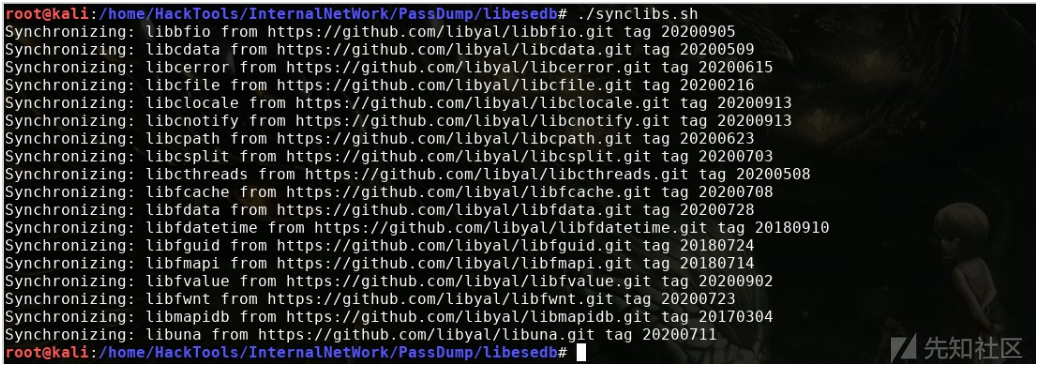 root@kali:/home/HackTools/InternalNetWork/PassDump/libesedb# ./synclibs.sh
Synchronizing: libbfio from https://github.com/libyal/libbfio.git tag 20200905
Synchronizing: libcdata from https://github.com/libyal/libcdata.git tag 20200509
Synchronizing: libcerror from https://github.com/libyal/libcerror.git tag 20200615
Synchronizing: libcfile from https://github.com/libyal/libcfile.git tag 20200216
Synchronizing: libclocale from https://github.com/libyal/libclocale.git tag 20200913
Synchronizing: libcnotify from https://github.com/libyal/libcnotify.git tag 20200913
Synchronizing: libcpath from https://github.com/libyal/libcpath.git tag 20200623
Synchronizing: libcsplit from https://github.com/libyal/libcsplit.git tag 20200703
Synchronizing: libcthreads from https://github.com/libyal/libcthreads.git tag 20200508
Synchronizing: libfcache from https://github.com/libyal/libfcache.git tag 20200708
Synchronizing: libfdata from https://github.com/libyal/libfdata.git tag 20200728
Synchronizing: libfdatetime from https://github.com/libyal/libfdatetime.git tag 20180910
Synchronizing: libfguid from https://github.com/libyal/libfguid.git tag 20180724
Synchronizing: libfmapi from https://github.com/libyal/libfmapi.git tag 20180714
Synchronizing: libfvalue from https://github.com/libyal/libfvalue.git tag 20200902
Synchronizing: libfwnt from https://github.com/libyal/libfwnt.git tag 20200723
Synchronizing: libmapidb from https://github.com/libyal/libmapidb.git tag 20170304
Synchronizing: libuna from https://github.com/libyal/libuna.git tag 20200711
root@kali:/home/HackTools/InternalNetWork/PassDump/libesedb#
先知社区